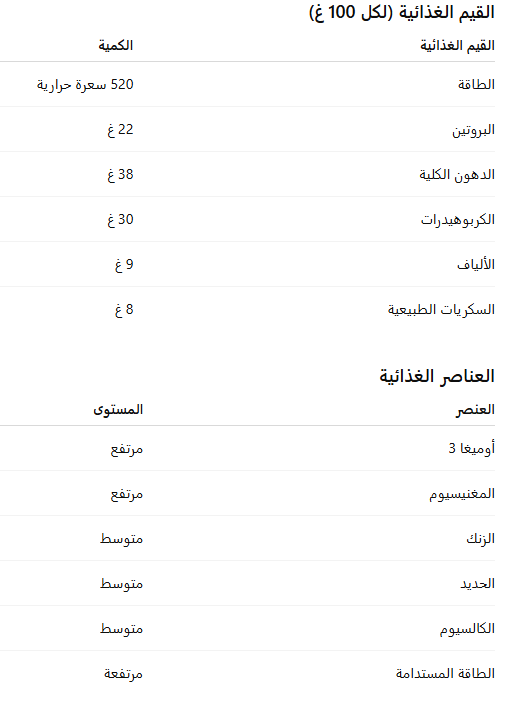 القيم الغذائية (لكل 100 غ)
القيم الغذائية الكمية
الطاقة 520 سعرة حرارية
البروتين 22 غ
الدهون الكلية 38 غ
الكربوهيدرات 30 غ
الألياف 9 غ
السكريات الطبيعية 8 غ
العناصر الغذائية
العنصر المستوى
أوميغا 3 مرتفع
المغنيسيوم مرتفع
الزنك متوسط
الحديد متوسط
الكالسيوم متوسط
الطاقة المستدامة مرتفعة